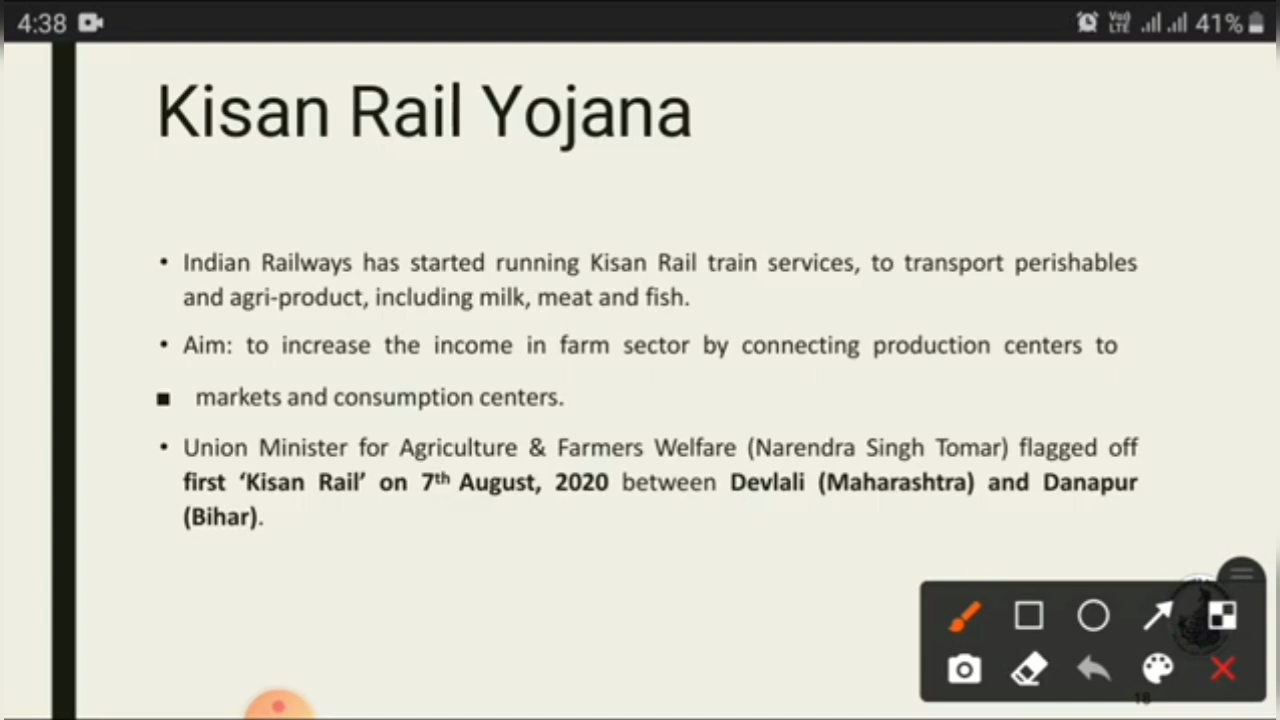 4:38
Vo) LTE 41%
Kisan Rail Yojana
• Indian Railways has started running Kisan Rail train services, to transport perishables
and agri-product, including milk, meat and fish.
• Aim: to increase the income in farm sector by connecting production centers to
■ markets and consumption centers.
• Union Minister for Agriculture & Farmers Welfare (Narendra Singh Tomar) flagged off
first ‘Kisan Rail’ on 7th August, 2020 between Devlali (Maharashtra) and Danapur
(Bihar).
18